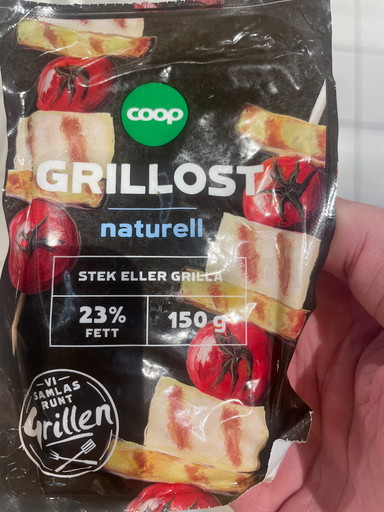 coop
GRILLOST
naturell
STEK ELLER GRILLA
23%
FETT
150 g
VI
SAMLAS
RUNT
Grillen